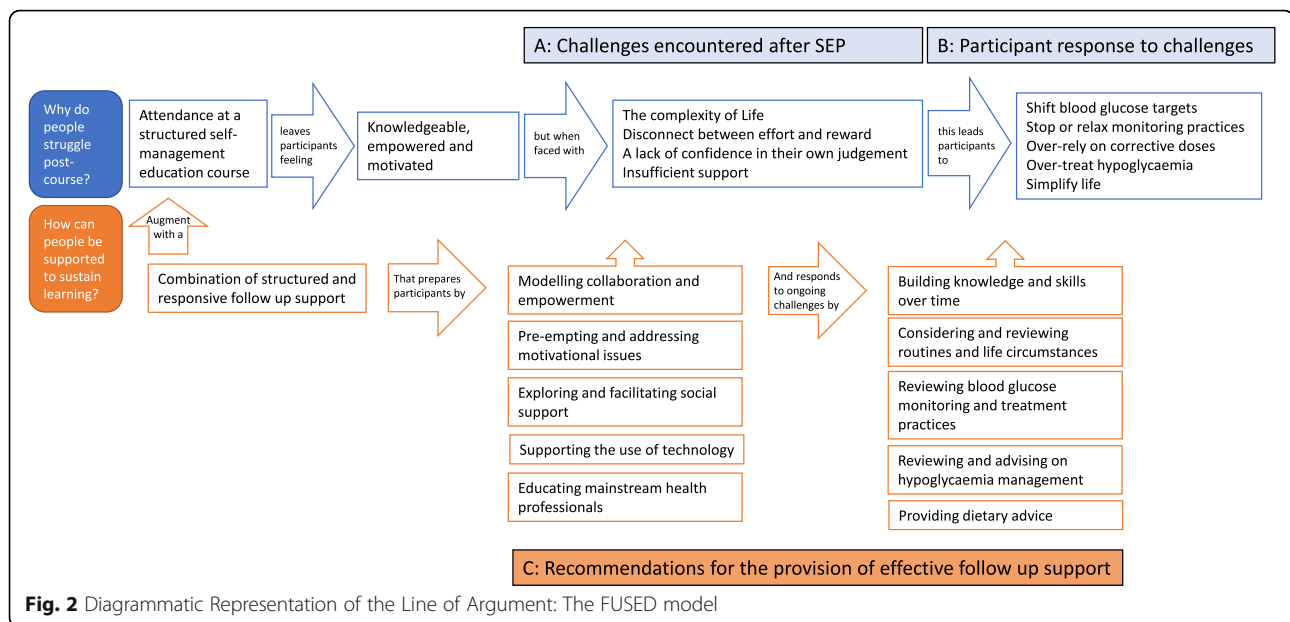 A: Challenges encountered after SEP
B: Participant response to challenges
Why do
people
struggle
post-
course?
Attendance at a
structured self-
management
education course
leaves
participants
feeling
Knowledgeable,
empowered and
motivated
but when
faced with
The complexity of Life
Disconnect between effort and reward
A lack of confidence in their own judgement
Insufficient support
this leads
participants
to
Shift blood glucose targets
Stop or relax monitoring practices
Over-rely on corrective doses
Over-treat hypoglycaemia
Simplify life
How can
people be
supported
to sustain
learning?
Augment
with a
Combination of structured and
responsive follow up support
That prepares
participants by
Modelling collaboration and
empowerment
Pre-empting and addressing
motivational issues
Exploring and facilitating social
support
Supporting the use of technology
Educating mainstream health
professionals
And responds
to ongoing
challenges by
Building knowledge and skills
over time
Considering and reviewing
routines and life circumstances
Reviewing blood glucose
monitoring and treatment
practices
Reviewing and advising on
hypoglycaemia management
Providing dietary advice
C: Recommendations for the provision of effective follow up support
Fig. 2 Diagrammatic Representation of the Line of Argument: The FUSED model